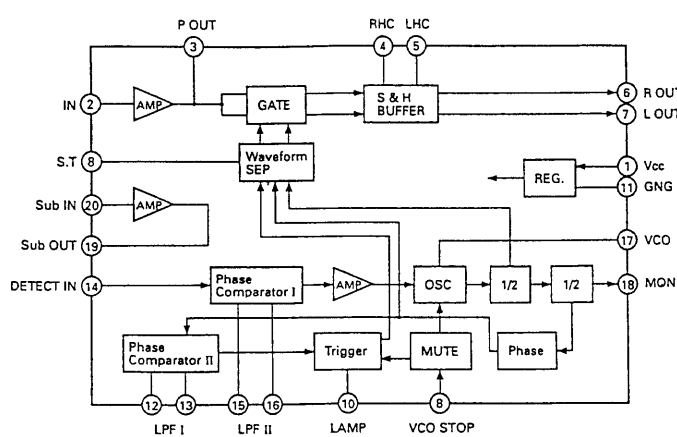 P OUT
RHC LHC
3
4
5
IN 2
AMP
GATE
S & H
BUFFER
6 R OUT
7 L OUT
S.T 8
Waveform
SEP
REG.
1 Vcc
11 GNG
Sub IN 20
AMP
Sub OUT 19
17 VCO
DETECT IN 14
Phase
Comparator I
AMP
OSC
1/2
1/2
18 MON
Phase
Comparator II
Trigger
MUTE
Phase
12
13
15
16
10
8
LPF I
LPF II
LAMP
VCO STOP